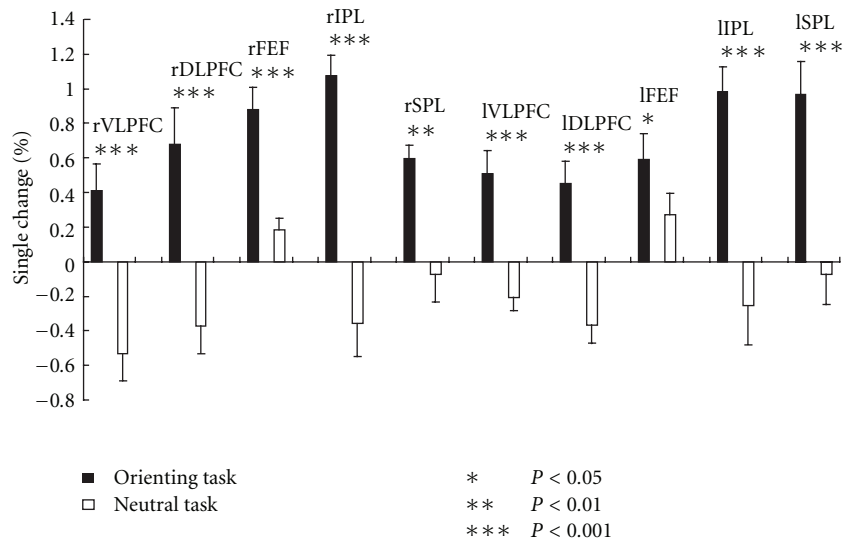 1.4
1.2
1
0.8
0.6
0.4
0.2
0
−0.2
−0.4
−0.6
−0.8
Single change (%)
rVLPFC
∗∗∗
rDLPFC
∗∗∗
rFEF
∗∗∗
rIPL
∗∗∗
rSPL
∗∗
lVLPFC
∗∗∗
lDLPFC
∗∗∗
lFEF
∗
lIPL
∗∗∗
lSPL
∗∗∗
Orienting task
Neutral task
∗ P < 0.05
∗∗ P < 0.01
∗∗∗ P < 0.001